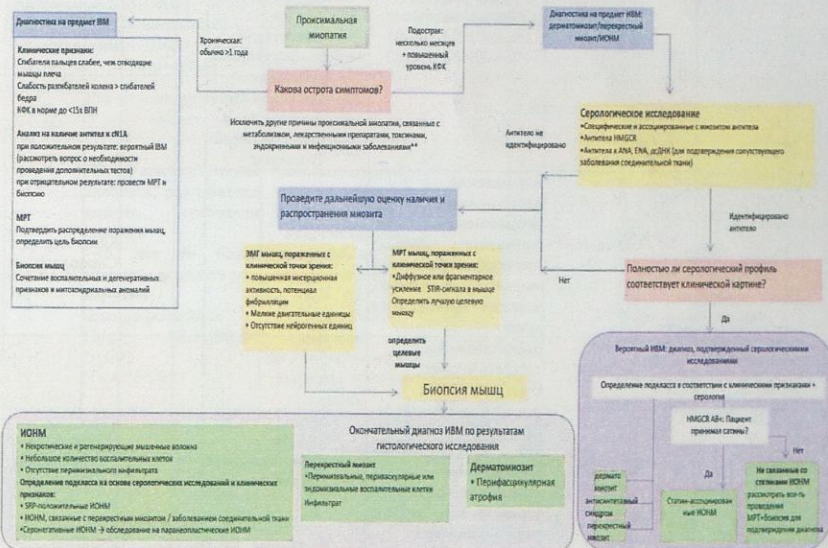 Диагностика на предмет IBM
Клинические признаки:
Сгибатели пальцев слабее, чем отводящие
мышцы плеча
Слабость разгибателей колена > сгибателей
бедра
КФК в норме до <15х ВПН
Анализ на наличие антител к cN1A
при положительном результате: вероятный IBM
(рассмотреть вопрос о необходимости
проведения дополнительных тестов)
при отрицательном результате: провести МРТ и
биопсию
МРТ
Подтвердить распределение поражения мышц,
определить цель биопсии
Биопсия мышц
Сочетание воспалительных и дегенеративных
признаков и митохондриальных аномалий
Хроническая:
обычно >1 года
Проксимальная
миопатия
Подострая:
несколько месяцев
+ повышенный
уровень КФК
Какова острота симптомов?
Исключить другие причины проксимальной миопатии, связанные с
метаболизмом, лекарственными препаратами, токсинами,
эндокринными и инфекционными заболеваниями**
Диагностика на предмет ИВМ:
дерматомиозит/перекрестный
миозит/ИОНМ
Серологическое исследование
•Специфические и ассоциированные с миозитом антитела
•Антитела HMGCR
•Антитела к ANA, ENA, дсДНК (для подтверждения сопутствующего
заболевания соединительной ткани)
Антитело не
идентифицировано
Идентифицировано
антитело
Проведите дальнейшую оценку наличия и
распространения миозита
ЭМГ мышц, пораженных с
клинической точки зрения:
• повышенная инсерционная
активность, потенциал
фибрилляции
• Мелкие двигательные единицы
• Отсутствие нейрогенных единиц
МРТ мышц, пораженных с
клинической точки зрения:
•Диффузное или фрагментарное
усиление STIR-сигнала в мышце
Определить лучшую целевую
мышцу
определить
целевые
мышцы
Полностью ли серологический профиль
соответствует клинической картине?
Нет
Да
Биопсия мышц
Окончательный диагноз ИВМ по результатам
гистологического исследования
ИОНМ
• Некротические и регенерирующие мышечные волокна
• Небольшое количество воспалительных клеток
• Отсутствие перимизиального инфильтрата
Определение подкласса на основе серологических исследований и клинических
признаков:
• SRP-положительные ИОНМ
• ИОНМ, связанные с перекрестным миозитом / заболеванием соединительной ткани
•Серонегативные ИОНМ → обследование на паранеопластические ИОНМ
Перекрестный миозит
•Перимизиальные, периваскулярные или
эндомизиальные воспалительные клетки
Инфильтрат
Дерматомиозит
• Перифасцикулярная
атрофия
Вероятный ИВМ: диагноз, подтвержденный серологическими
исследованиями
Определение подкласса в соответствии с клиническими признаками +
серология
HMGCR AB+: Пациент
принимал сатины?
Да
Нет
дермато
миозит
антисинтетазный
синдром
перекрестный
миозит
Статин-ассоциирован
ные ИОНМ
Не связанные со
статинами ИОНМ
рассмотреть воз-ть
проведения
МРТ+биопсия для
подтверждения диагноза